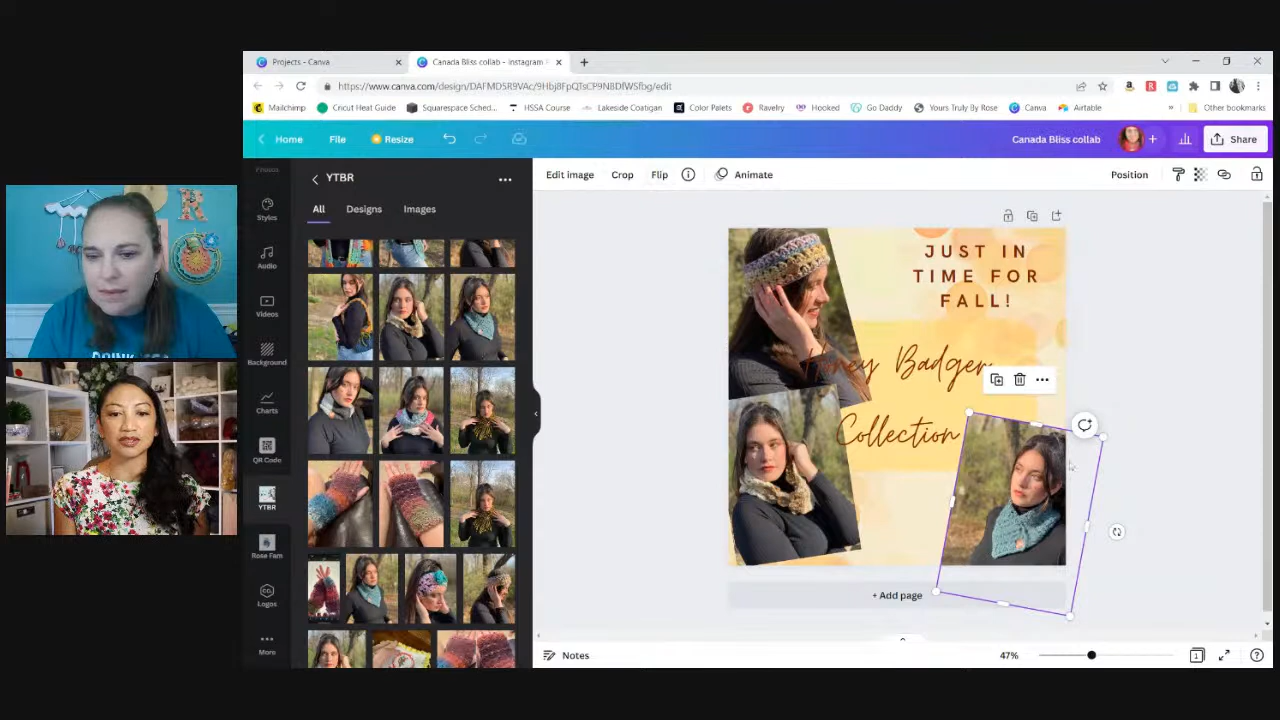 Projects - Canva
Canada Bliss collab - Instagram
https://www.canva.com/design/DAFMD5R9VAc/9Hbj8FpQTsCP9N8DfWSfbg/edit
Mailchimp
Cricut Heat Guide
Squarespace Sched...
HSSA Course
Lakeside Coatigan
Color Palets
Ravelry
Hooked
Go Daddy
Yours Truly By Rose
Canva
Airtable
»
Other bookmarks
Home
File
Resize
Canada Bliss collab
Share
Photos
Styles
Audio
Videos
Background
Charts
QR Code
YTBR
Rose Fam
Logos
More
YTBR
All
Designs
Images
Edit image
Crop
Flip
Animate
Position
JUST IN
TIME FOR
FALL!
Honey Badger
Collection
+ Add page
Notes
47%
1
R